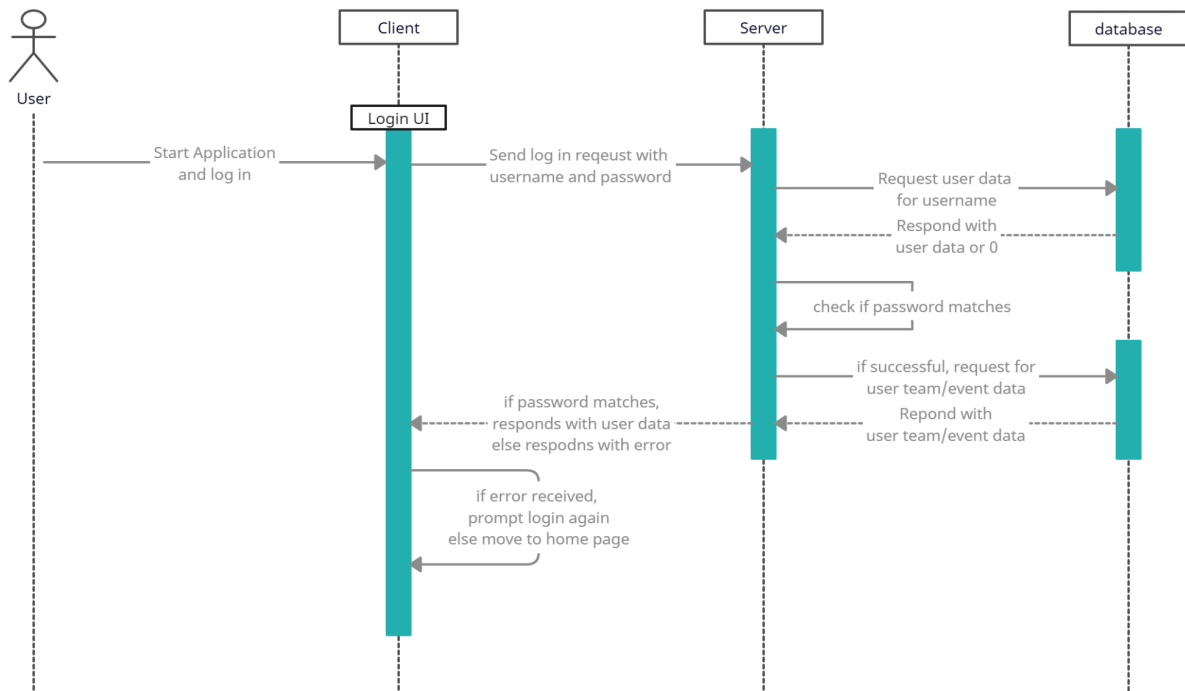 Client
Server
database
User
Login UI
Start Application
and log in
Send log in reqeust with
username and password
Request user data
for username
Respond with
user data or 0
check if password matches
if successful, request for
user team/event data
if password matches,
responds with user data
else respodns with error
Repond with
user team/event data
if error received,
prompt login again
else move to home page